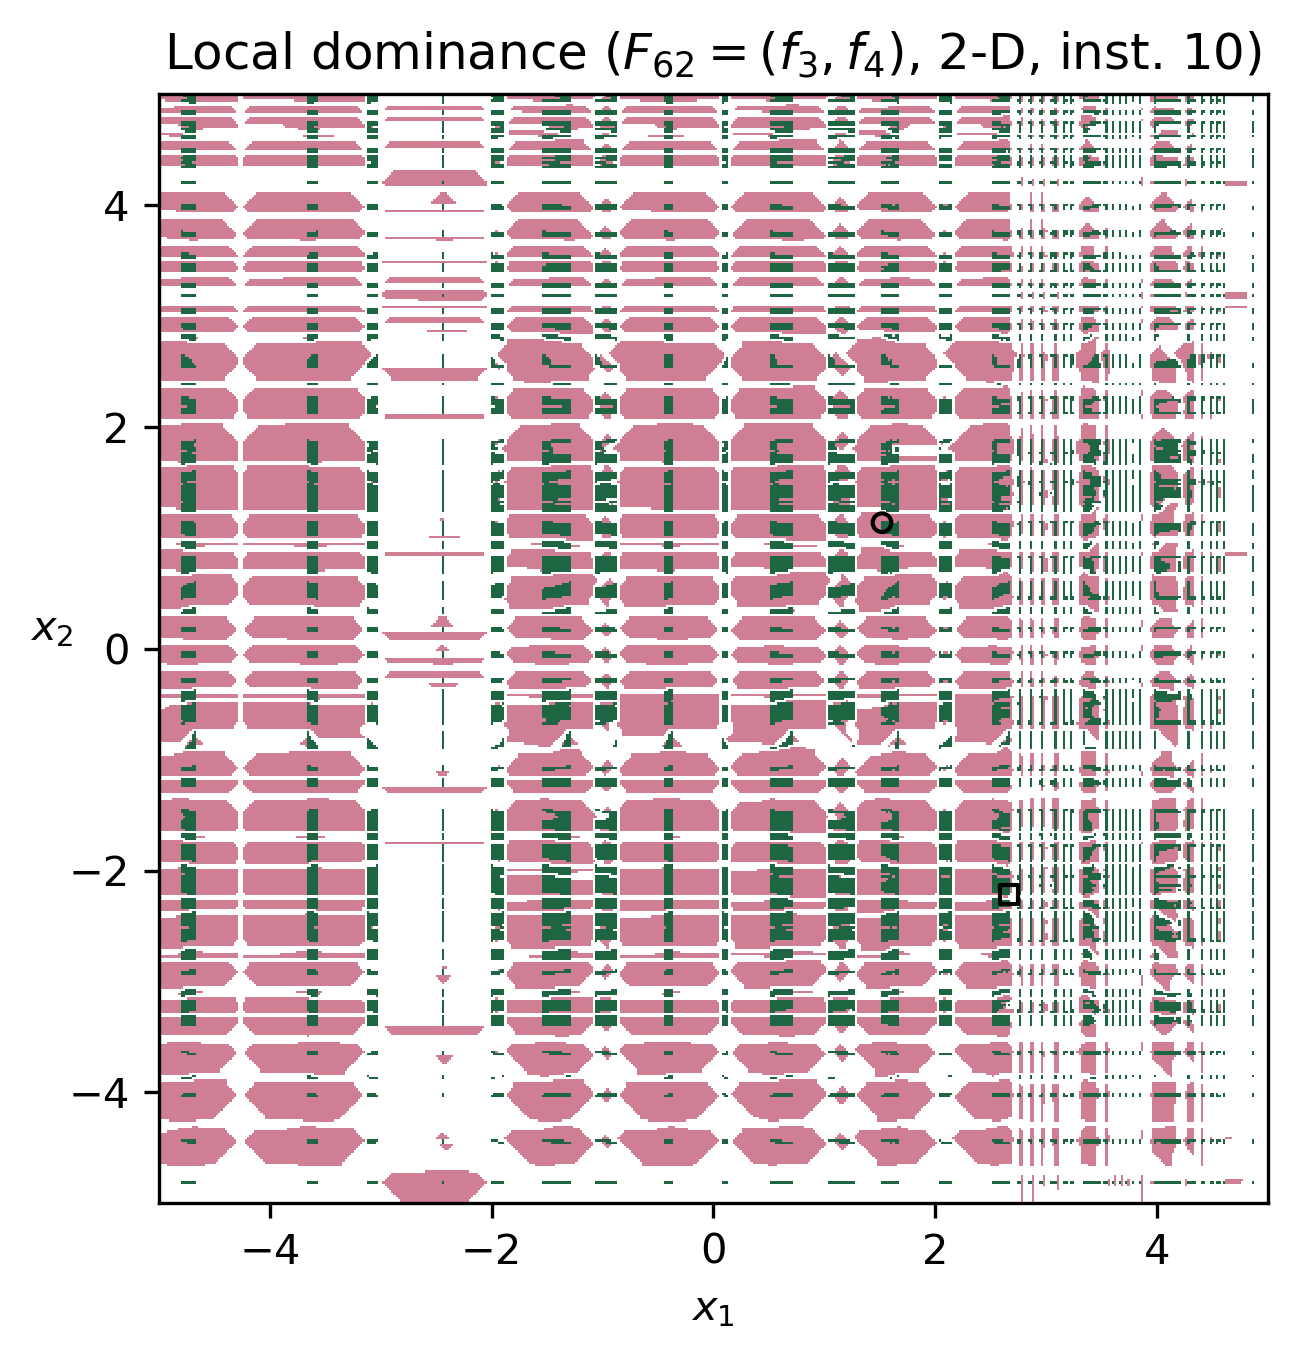 Local dominance (F₆₂ = (f₃, f₄), 2-D, inst. 10)
4
2
0
−2
−4
x₂
−4 −2 0 2 4
x₁